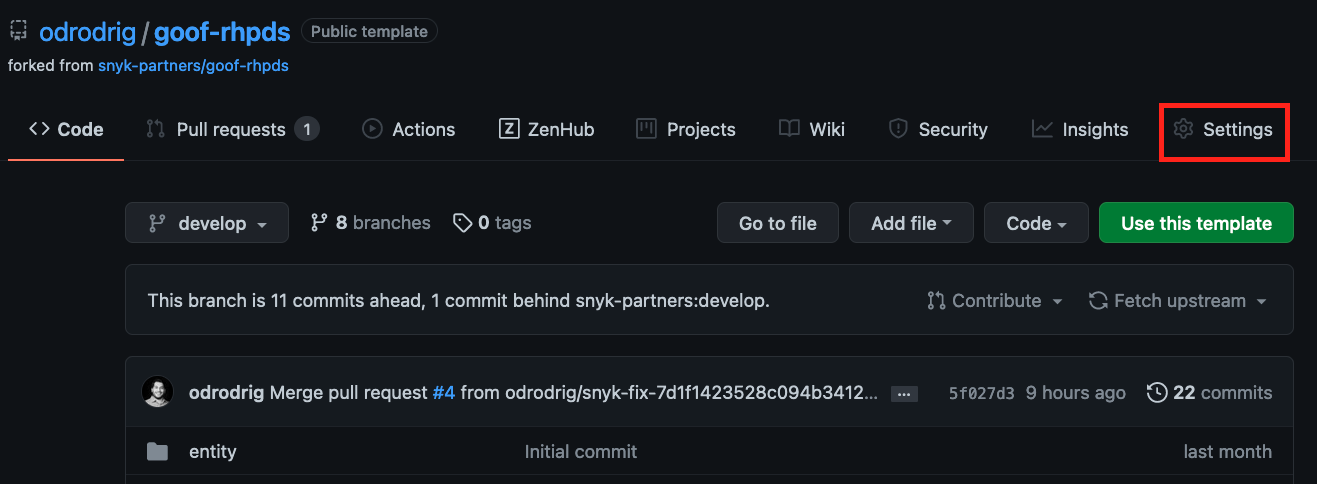 odrodrig / goof-rhpds Public template
forked from snyk-partners/goof-rhpds
<> Code Pull requests 1 Actions Z ZenHub Projects Wiki Security Insights Settings
develop 8 branches 0 tags Go to file Add file Code Use this template
This branch is 11 commits ahead, 1 commit behind snyk-partners:develop. Contribute Fetch upstream
odrodrig Merge pull request #4 from odrodrig/snyk-fix-7d1f1423528c094b3412... ... 5f027d3 9 hours ago 22 commits
entity Initial commit last month